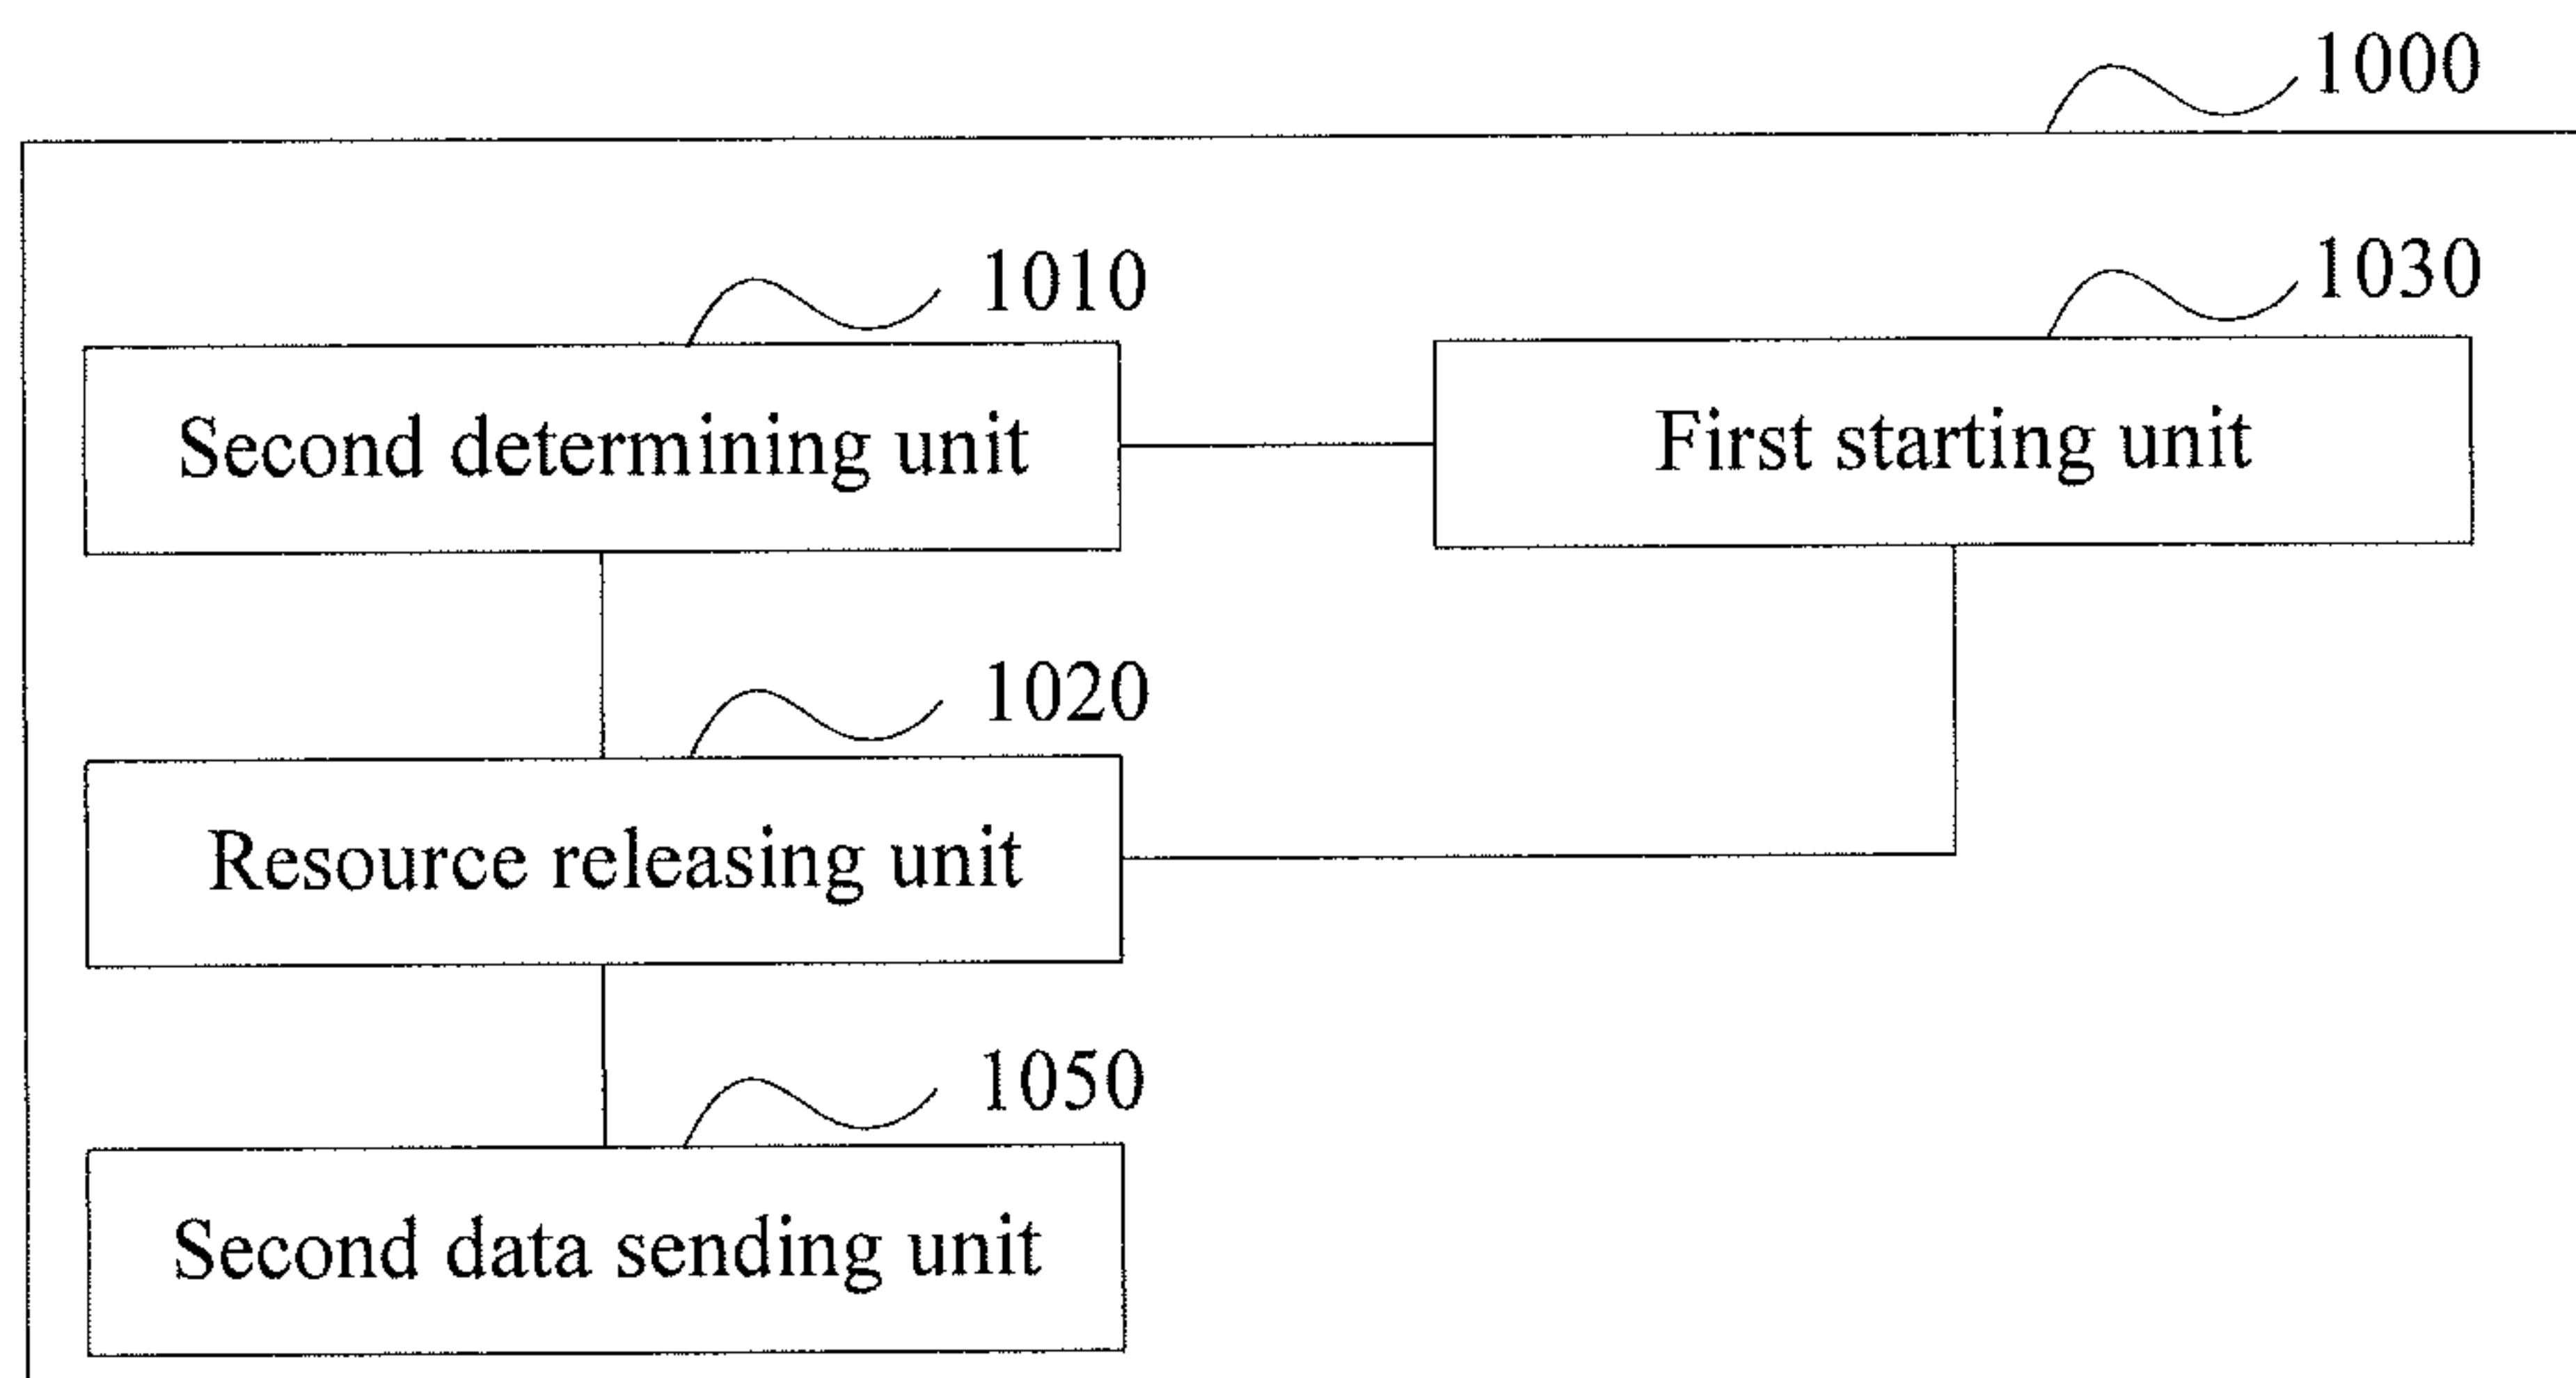 1000
1010
1030
Second determining unit
First starting unit
1020
Resource releasing unit
1050
Second data sending unit